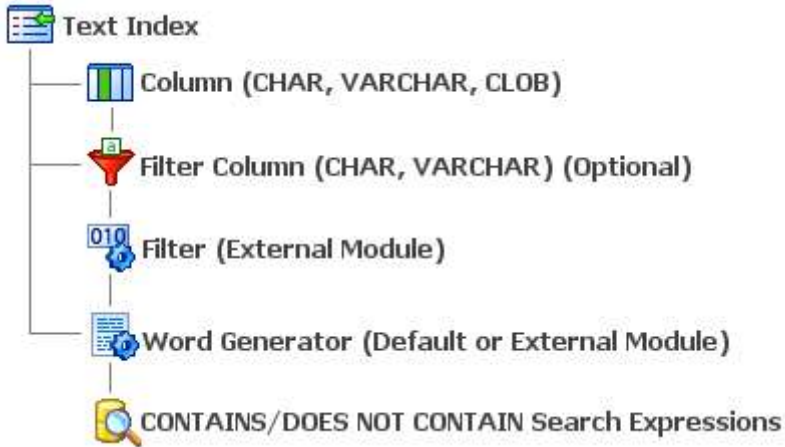 Text Index
Column (CHAR, VARCHAR, CLOB)
a
Filter Column (CHAR, VARCHAR) (Optional)
010
Filter (External Module)
Word Generator (Default or External Module)
CONTAINS/DOES NOT CONTAIN Search Expressions